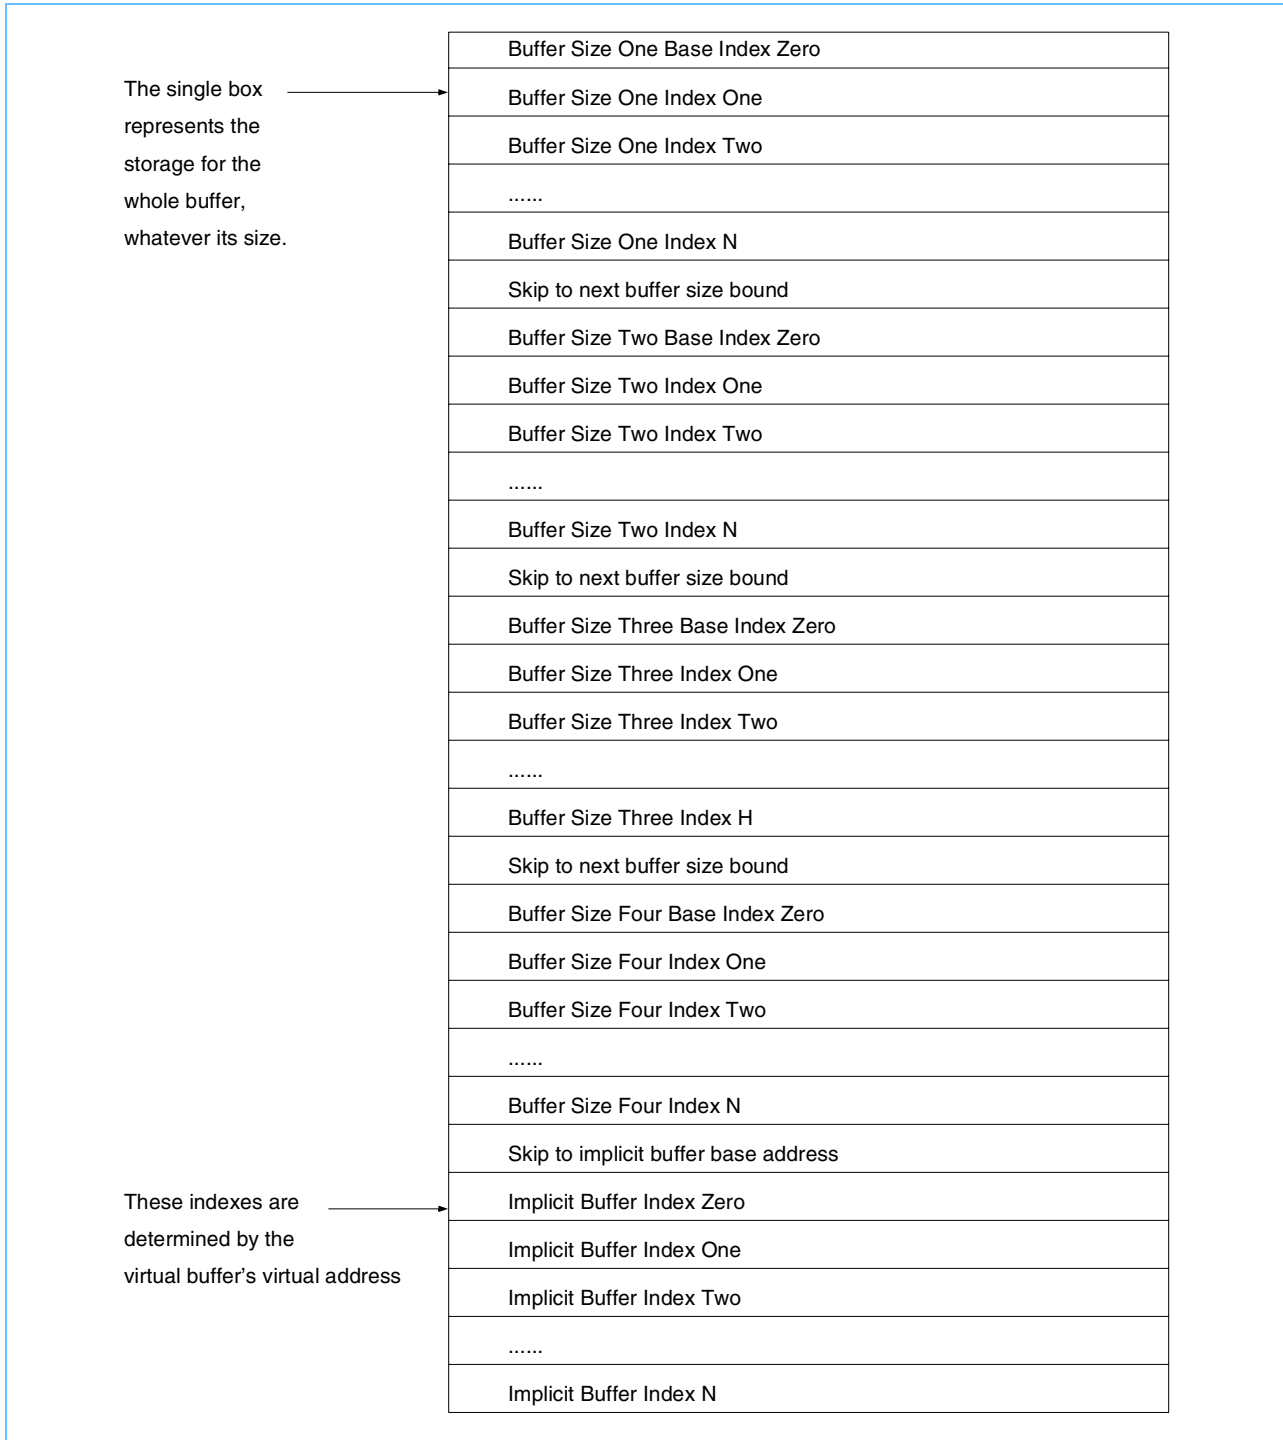 Buffer Size One Base Index Zero
The single box
represents the
storage for the
whole buffer,
whatever its size.
Buffer Size One Index One
Buffer Size One Index Two
......
Buffer Size One Index N
Skip to next buffer size bound
Buffer Size Two Base Index Zero
Buffer Size Two Index One
Buffer Size Two Index Two
......
Buffer Size Two Index N
Skip to next buffer size bound
Buffer Size Three Base Index Zero
Buffer Size Three Index One
Buffer Size Three Index Two
......
Buffer Size Three Index H
Skip to next buffer size bound
Buffer Size Four Base Index Zero
Buffer Size Four Index One
Buffer Size Four Index Two
......
Buffer Size Four Index N
Skip to implicit buffer base address
These indexes are
determined by the
virtual buffer’s virtual address
Implicit Buffer Index Zero
Implicit Buffer Index One
Implicit Buffer Index Two
......
Implicit Buffer Index N